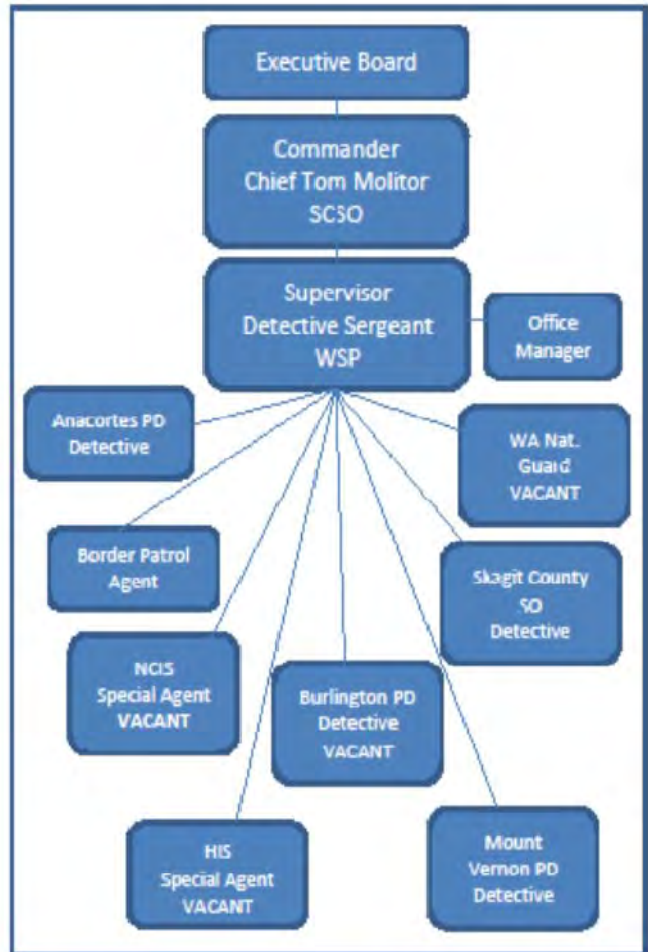 Executive Board
Commander
Chief Tom Molitor
SCSO
Supervisor
Detective Sergeant
WSP
Office
Manager
Anacortes PD
Detective
WA Nat.
Guard
VACANT
Border Patrol
Agent
Skagit County
SO
Detective
NCIS
Special Agent
VACANT
Burlington PD
Detective
VACANT
HIS
Special Agent
VACANT
Mount
Vernon PD
Detective